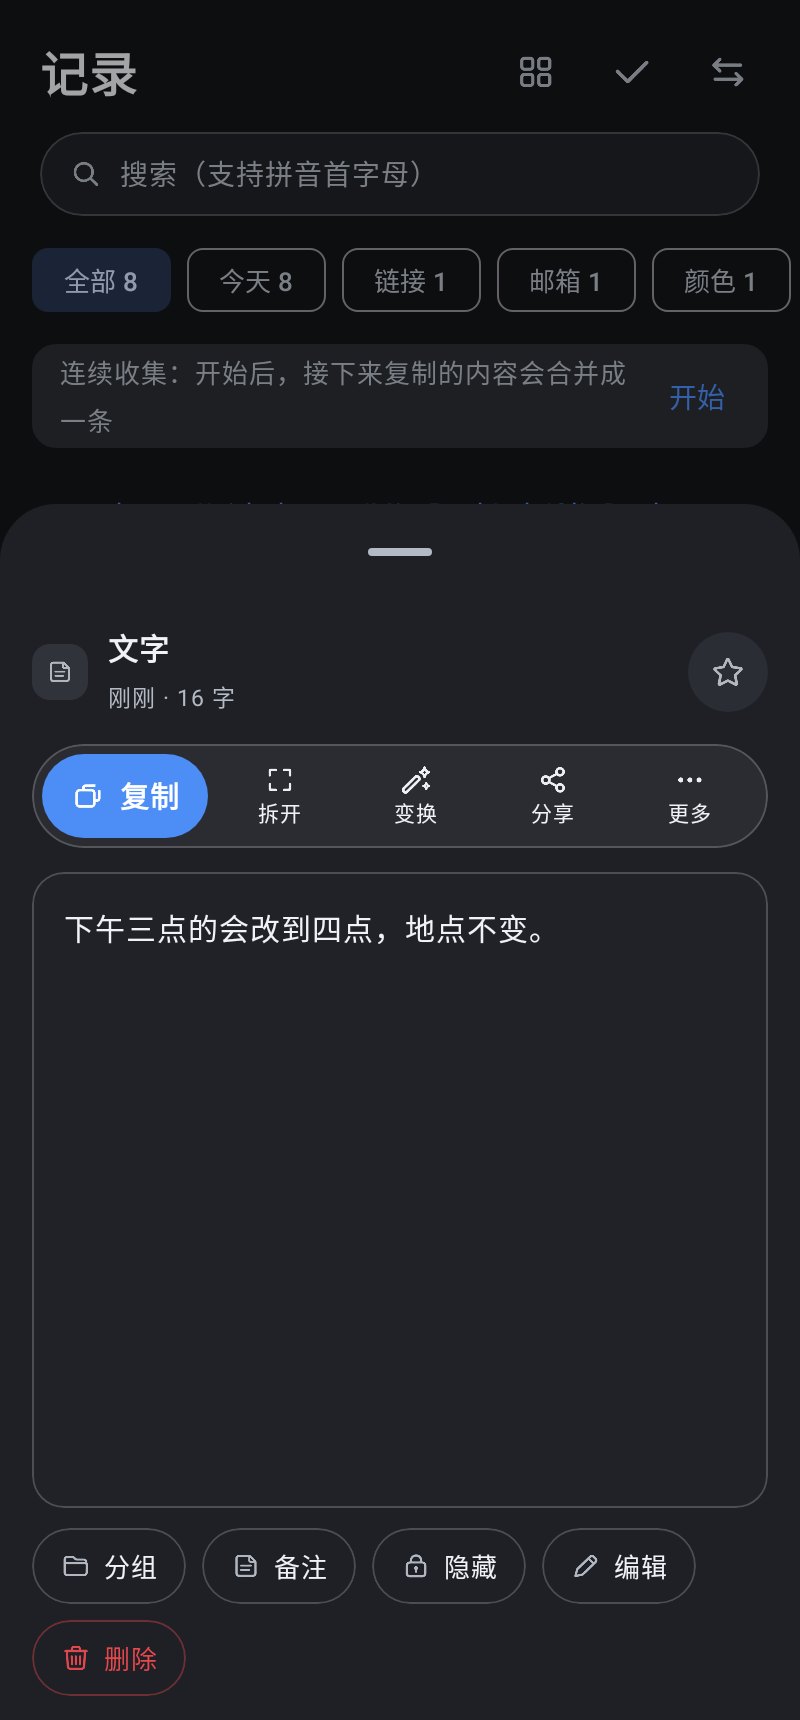 记录
搜索（支持拼音首字母）
全部 8
今天 8
链接 1
邮箱 1
颜色 1
连续收集：开始后，接下来复制的内容会合并成
一条
开始
文字
刚刚 · 16 字
复制
拆开
变换
分享
更多
下午三点的会改到四点，地点不变。
分组
备注
隐藏
编辑
删除